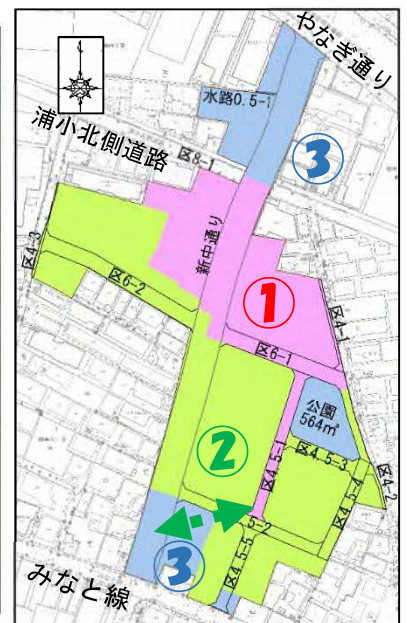 やなぎ通り
水路0.5-1
浦小北側道路
区8-1
③
新中通り
区4-3
区6-2
①
区4-1
区6-1
公園
564㎡
②
区4.5-1
区4.5-3
区4.5-4
区4-2
区4.5-5
③
みなと線